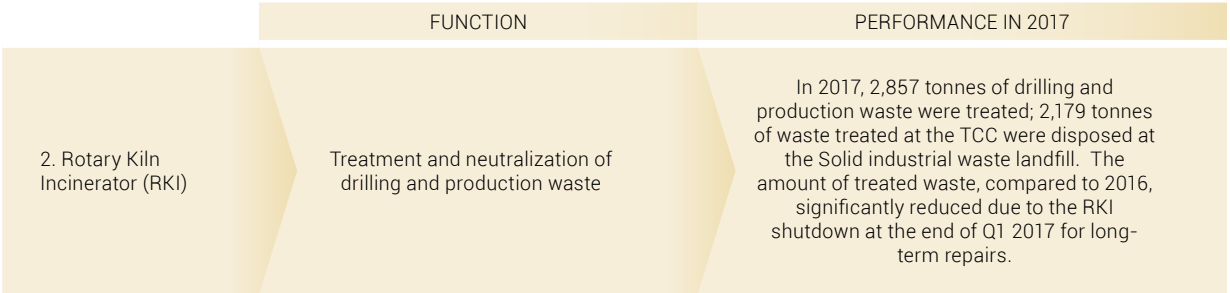 FUNCTION
PERFORMANCE IN 2017
2. Rotary Kiln
Incinerator (RKI)
Treatment and neutralization of
drilling and production waste
In 2017, 2,857 tonnes of drilling and
production waste were treated; 2,179 tonnes
of waste treated at the TCC were disposed at
the Solid industrial waste landfill.  The
amount of treated waste, compared to 2016,
significantly reduced due to the RKI
shutdown at the end of Q1 2017 for long-
term repairs.